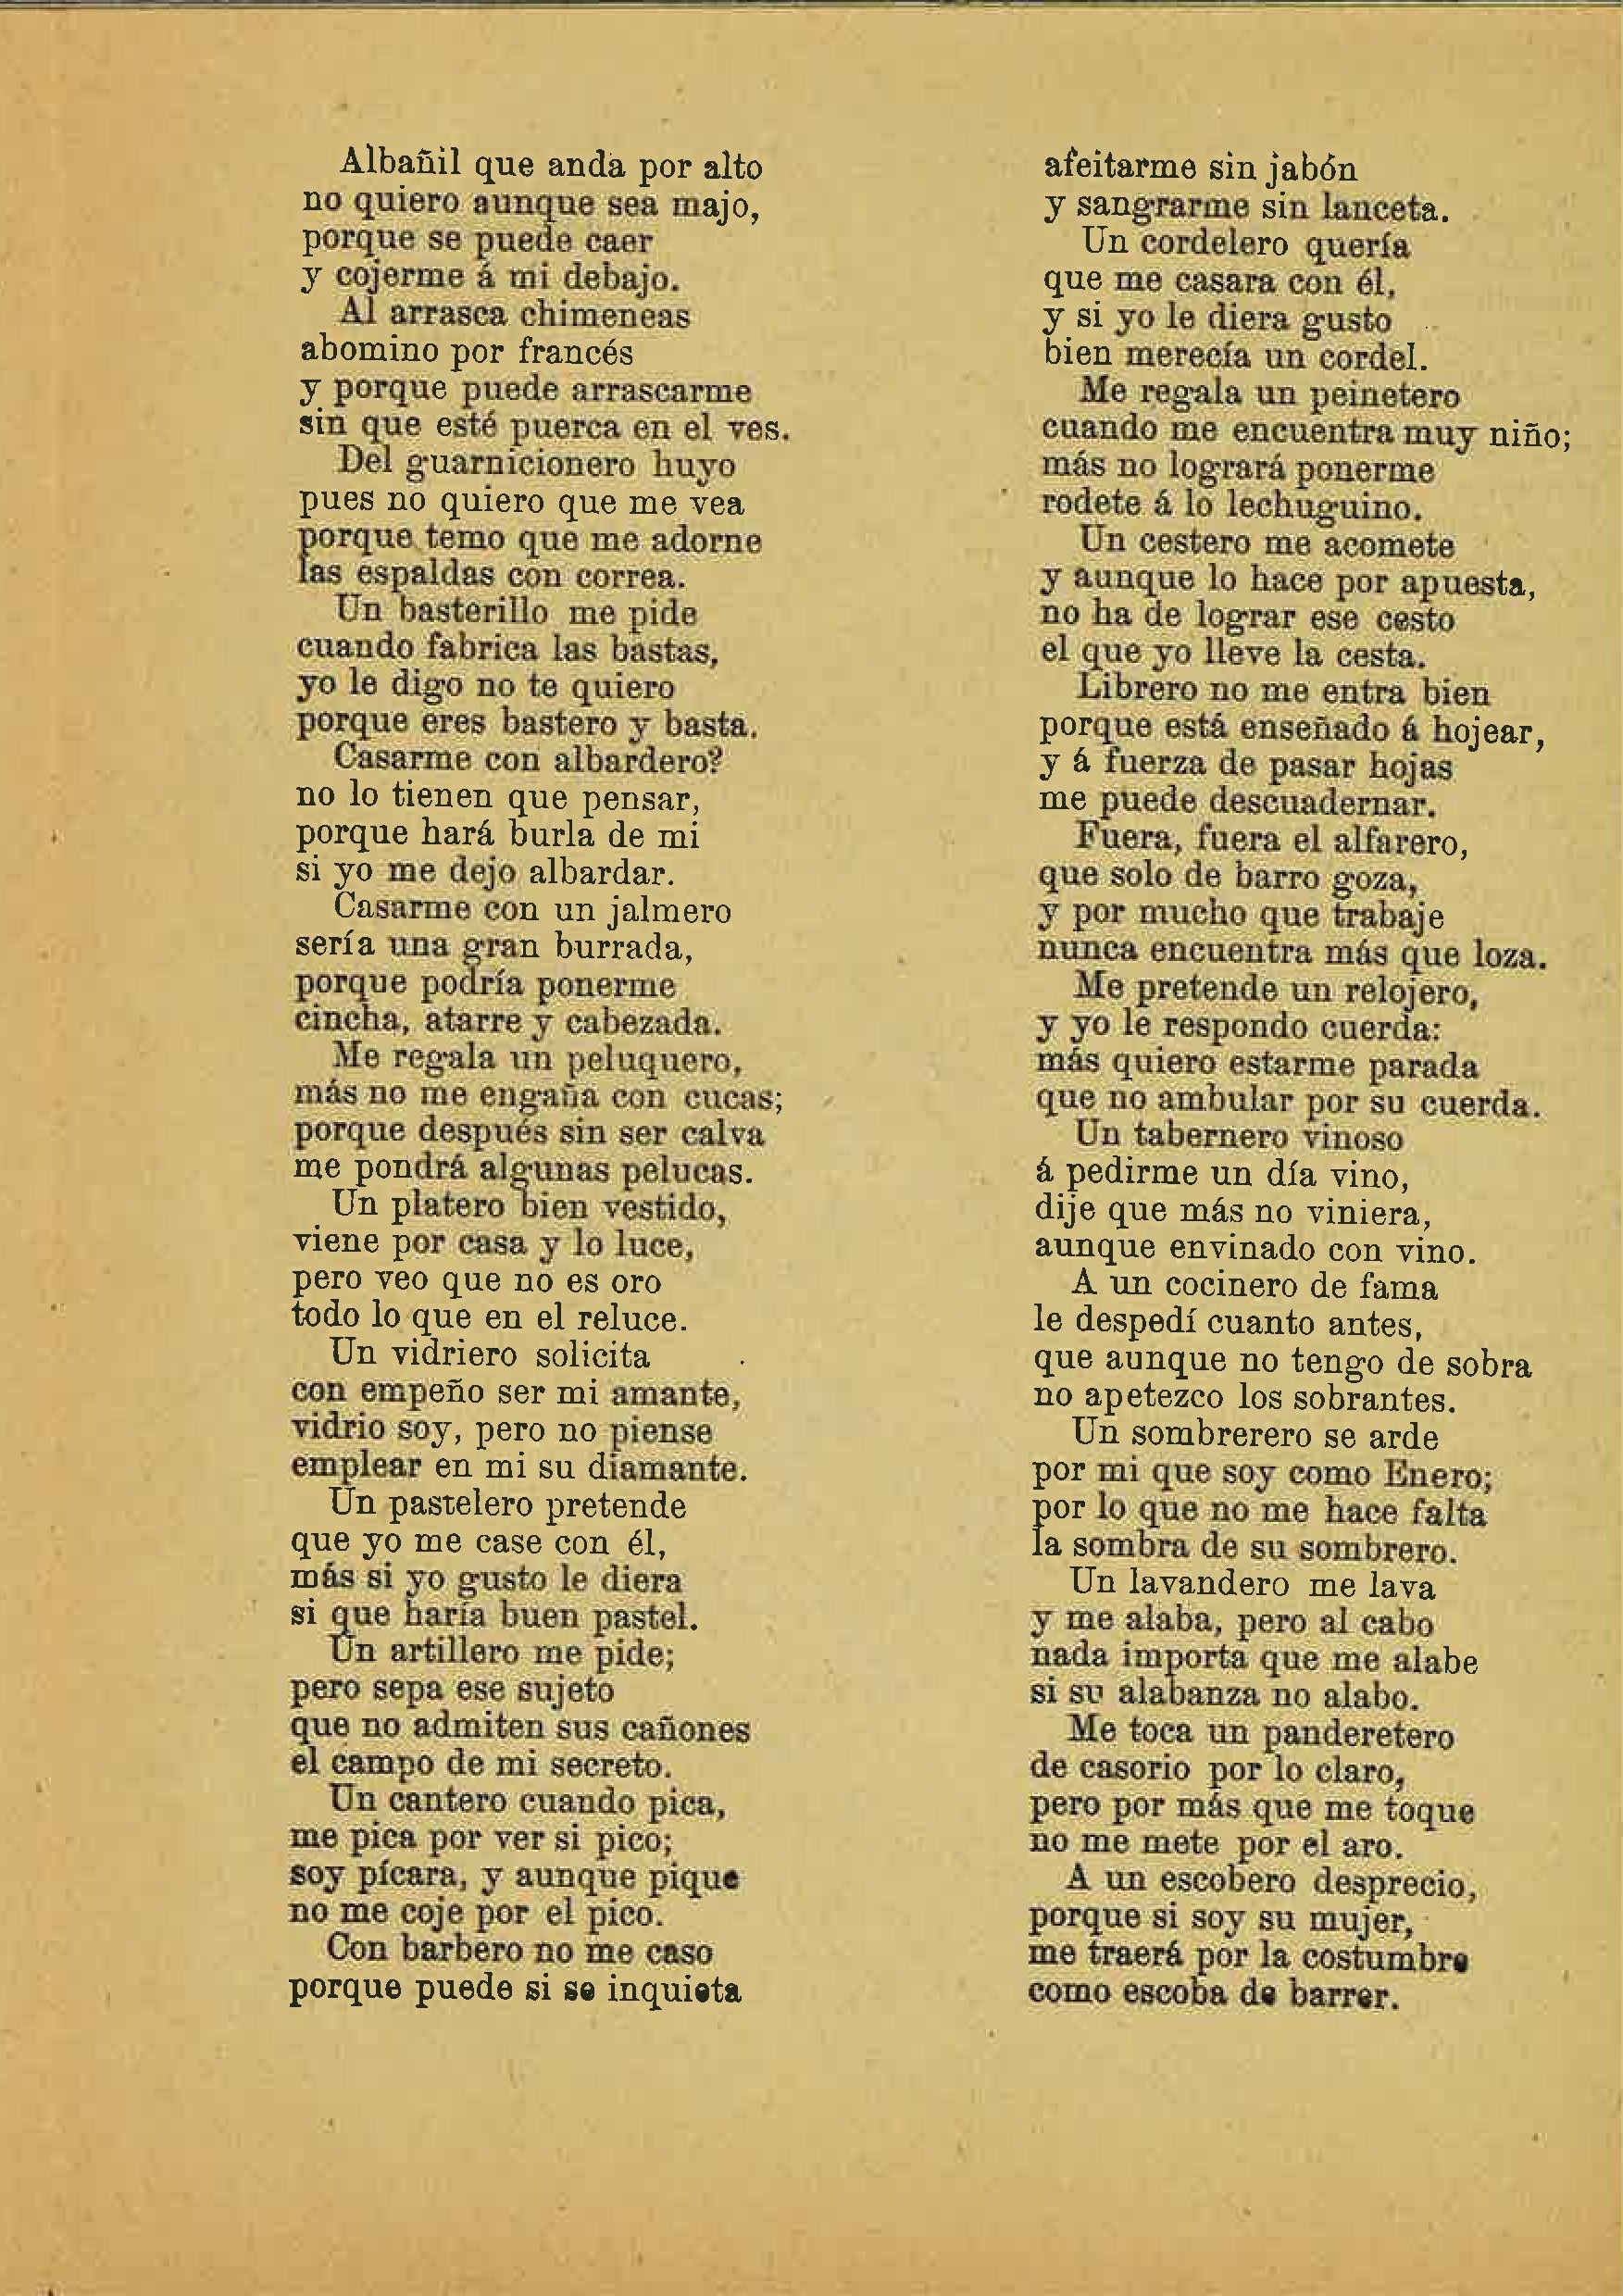 Albañil que anda por alto
no quiero aunque sea majo,
porque se puede caer
y cojerme á mi debajo.
Al arrasca chimeneas
abomino por francés
y porque puede arrascarme
sin que esté puerca en el ves.
Del guarnicionero huyo
pues no quiero que me vea
porque temo que me adorne
las espaldas con correa.
Un basterillo me pide
cuando fabrica las bastas,
yo le digo no te quiero
porque eres bastero y basta.
Casarme con albardero?
no lo tienen que pensar,
porque hará burla de mi
si yo me dejo albardar.
Casarme con un jalmero
sería una gran burrada,
porque podría ponerme
cincha, atarre y cabezada.
Me regala un peluquero,
más no me engaña con cucas;
porque después sin ser calva
me pondrá algunas pelucas.
Un platero bien vestido,
viene por casa y lo luce,
pero veo que no es oro
todo lo que en el reluce.
Un vidriero solicita
con empeño ser mi amante,
vidrio soy, pero no piense
emplear en mi su diamante.
Un pastelero pretende
que yo me case con él,
más si yo gusto le diera
si que haría buen pastel.
Un artillero me pide;
pero sepa ese sujeto
que no admiten sus cañones
el campo de mi secreto.
Un cantero cuando pica,
me pica por ver si pico;
soy pícara, y aunque pique
no me coje por el pico.
Con barbero no me caso
porque puede si se inquieta
afeitarme sin jabón
y sangrarme sin lanceta.
Un cordelero quería
que me casara con él,
y si yo le diera gusto
bien merecía un cordel.
Me regala un peinetero
cuando me encuentra muy niño;
más no logrará ponerme
rodete á lo lechuguino.
Un cestero me acomete
y aunque lo hace por apuesta,
no ha de lograr ese cesto
el que yo lleve la cesta.
Librero no me entra bien
porque está enseñado á hojear,
y á fuerza de pasar hojas
me puede descuadernar.
Fuera, fuera el alfarero,
que solo de barro goza,
y por mucho que trabaje
nunca encuentra más que loza.
Me pretende un relojero,
y yo le respondo cuerda:
más quiero estarme parada
que no ambular por su cuerda.
Un tabernero vinoso
á pedirme un día vino,
dije que más no viniera,
aunque envinado con vino.
A un cocinero de fama
le despedí cuanto antes,
que aunque no tengo de sobra
no apetezco los sobrantes.
Un sombrerero se arde
por mi que soy como Enero;
por lo que no me hace falta
la sombra de su sombrero.
Un lavandero me lava
y me alaba, pero al cabo
nada importa que me alabe
si su alabanza no alabo.
Me toca un panderetero
de casorio por lo claro,
pero por más que me toque
no me mete por el aro.
A un escobero desprecio,
porque si soy su mujer,
me traerá por la costumbre
como escoba de barrer.